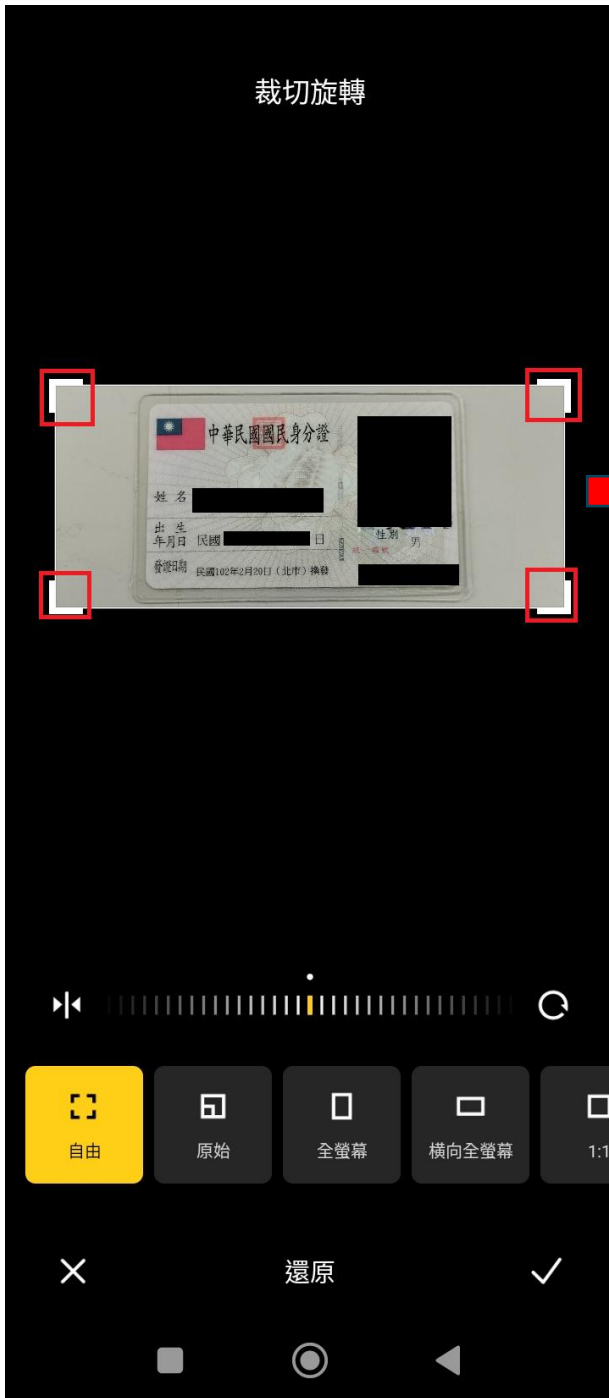 裁切旋轉
中華民國國民身分證
姓名
出生年月日 民國 日
性別 男
發證日期 民國102年2月20日（北市）換發
自由
原始
全螢幕
橫向全螢幕
1:1
還原